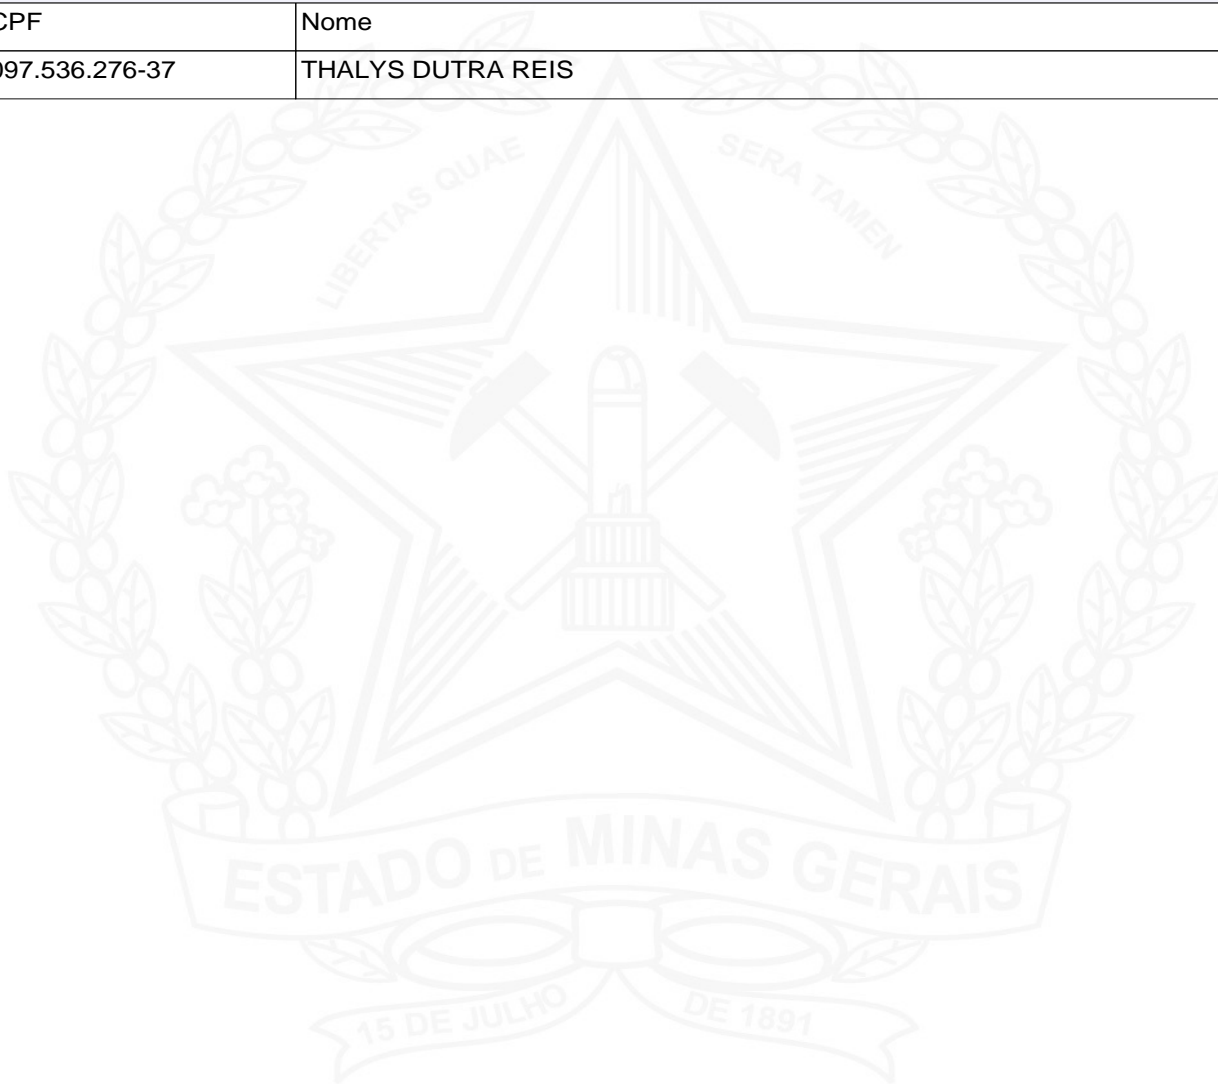 CPF Nome
097.536.276-37 THALYS DUTRA REIS
LIBERTAS QUAE SERA TAMEN
ESTADO DE MINAS GERAIS
15 DE JULHO DE 1891